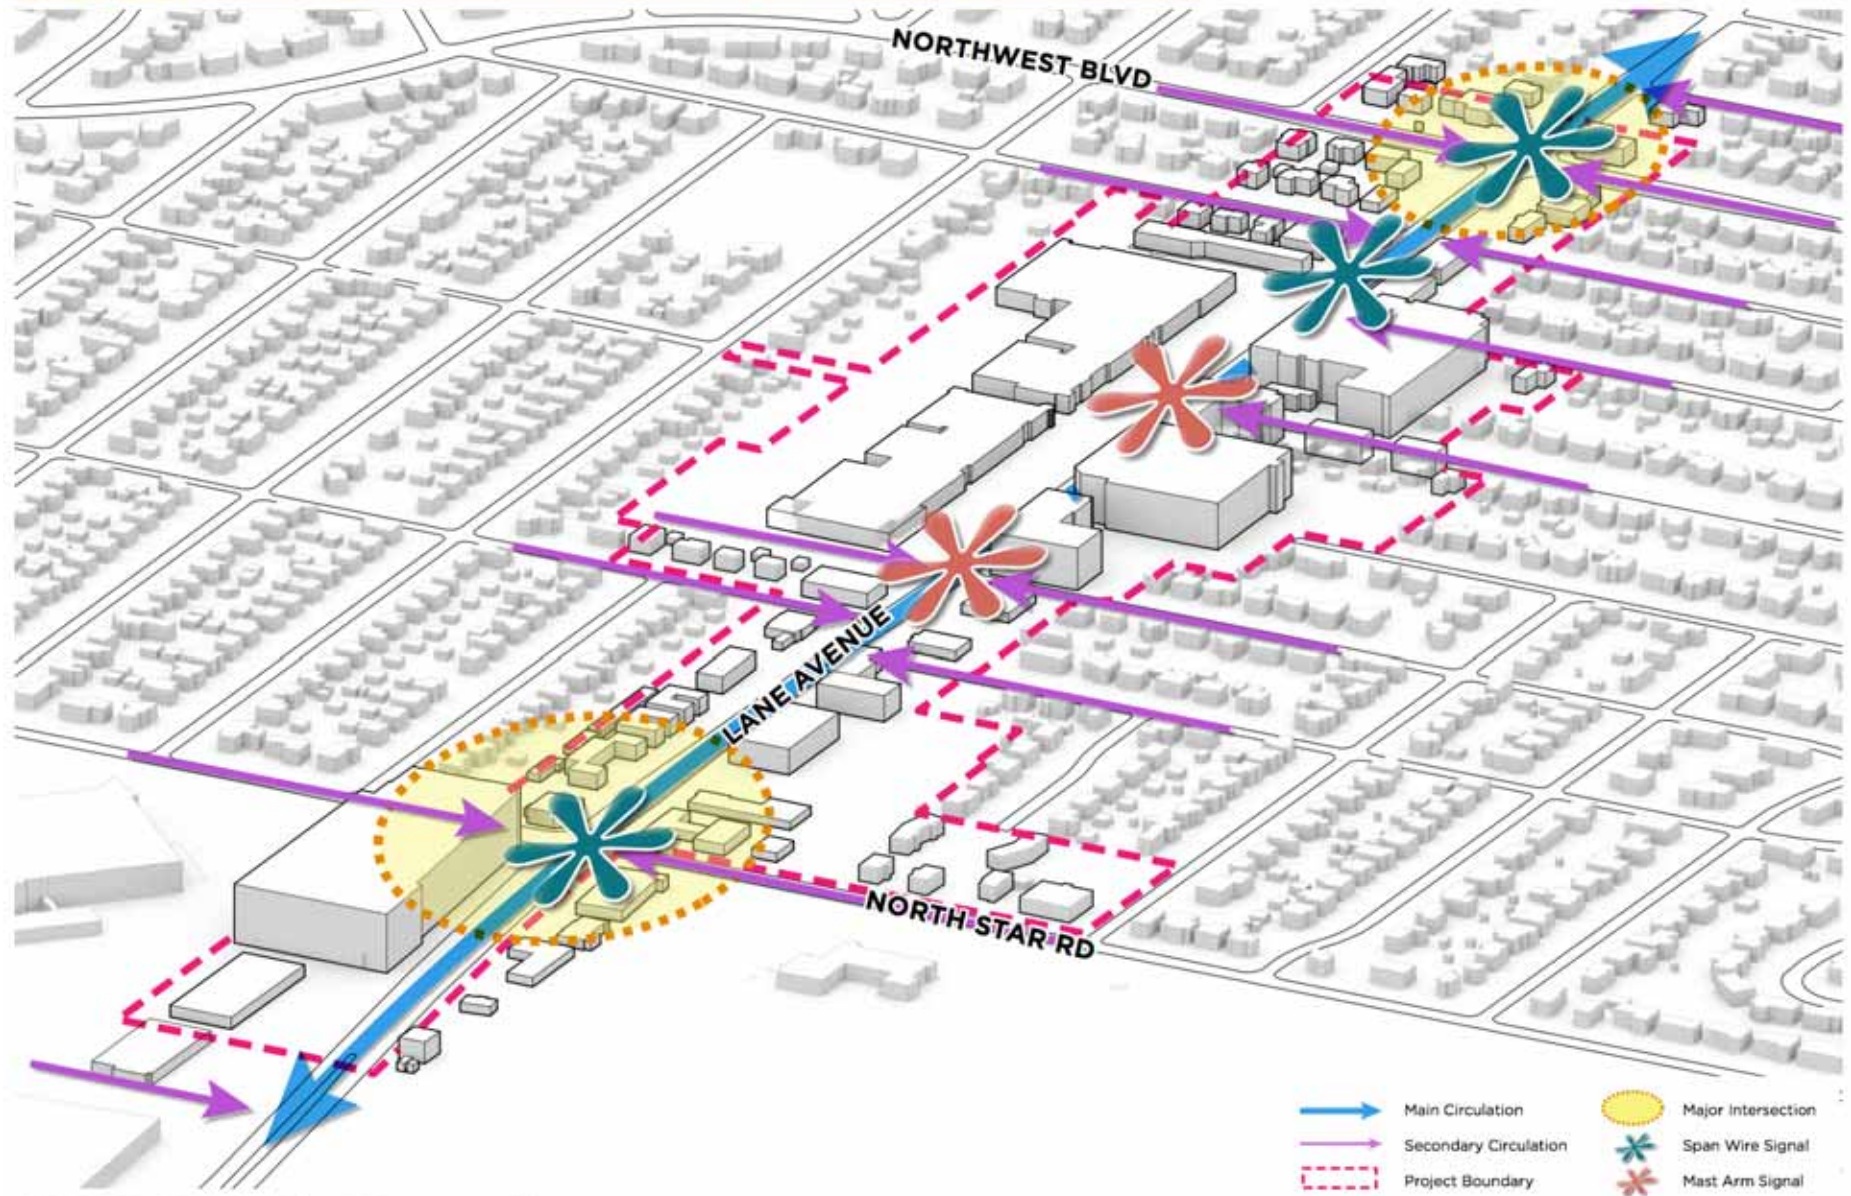 NORTHWEST BLVD
LANE AVENUE
NORTH STAR RD
Main Circulation
Secondary Circulation
Project Boundary
Major Intersection
Span Wire Signal
Mast Arm Signal